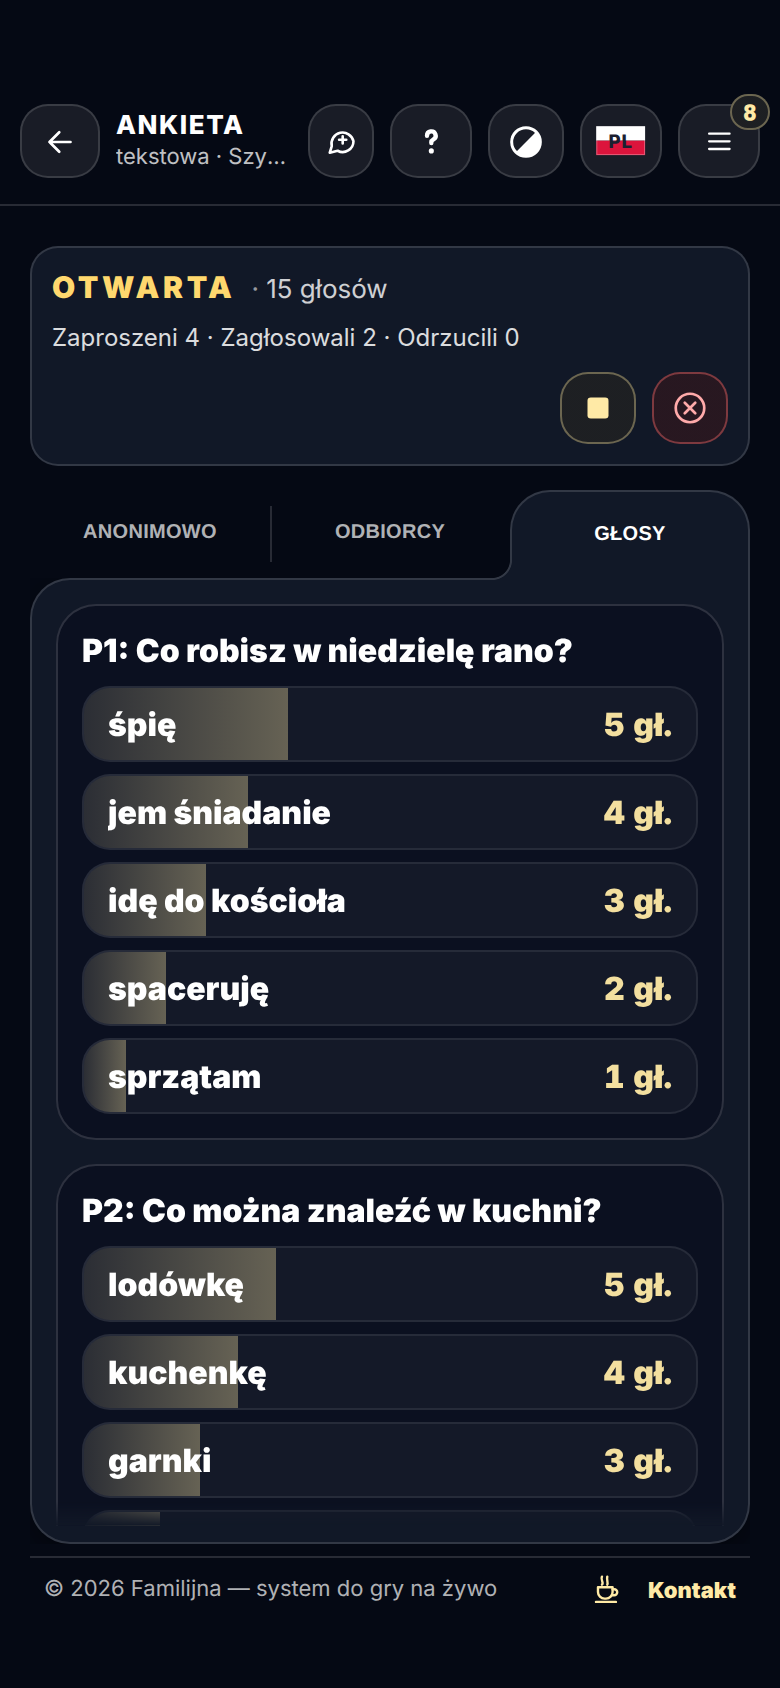 ANKIETA
tekstowa · Szy...
?
PL
8
OTWARTA · 15 głosów
Zaproszeni 4 · Zagłosowali 2 · Odrzucili 0
ANONIMOWO
ODBIORCY
GŁOSY
P1: Co robisz w niedzielę rano?
śpię 5 gł.
jem śniadanie 4 gł.
idę do kościoła 3 gł.
spaceruję 2 gł.
sprzątam 1 gł.
P2: Co można znaleźć w kuchni?
lodówkę 5 gł.
kuchenkę 4 gł.
garnki 3 gł.
© 2026 Familijna — system do gry na żywo
Kontakt